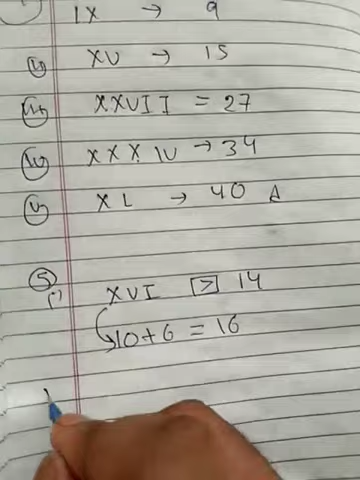 IX → 9
(ii) XV → 15
(iii) XXVII = 27
(iv) XXXIV → 34
(v) XL → 40
(5)
(i) XVI [>] 14
10+6 = 16